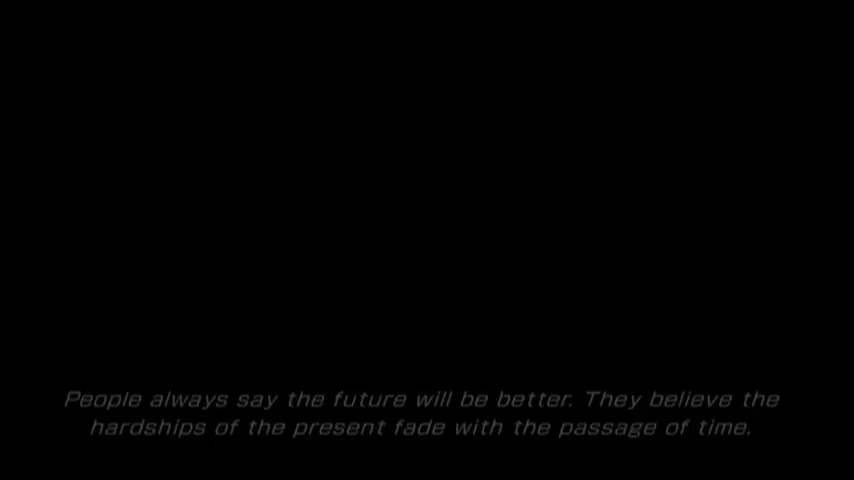 People always say the future will be better. They believe the
hardships of the present fade with the passage of time.